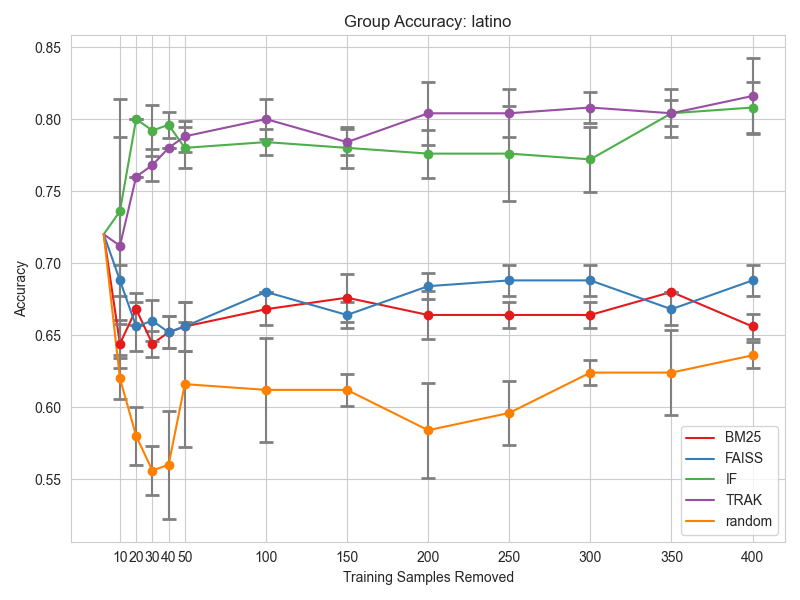 Group Accuracy: latino
0.85
0.80
0.75
0.70
0.65
0.60
0.55
Accuracy
10 20 30 40 50 100 150 200 250 300 350 400
Training Samples Removed
BM25
FAISS
IF
TRAK
random